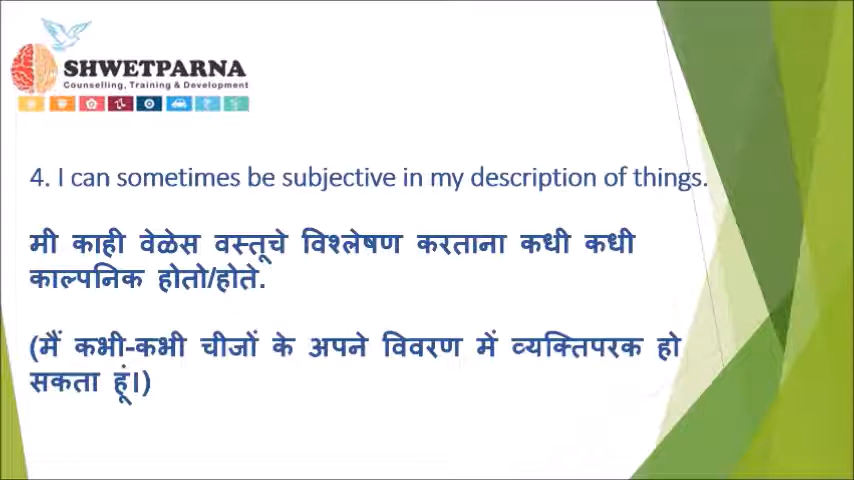 SHWETPARNA
Counselling, Training & Development
4. I can sometimes be subjective in my description of things.
मी काही वेळेस वस्तूचे विश्लेषण करताना कधी कधी
काल्पनिक होतो/होते.
(मैं कभी-कभी चीजों के अपने विवरण में व्यक्तिपरक हो
सकता हूं।)